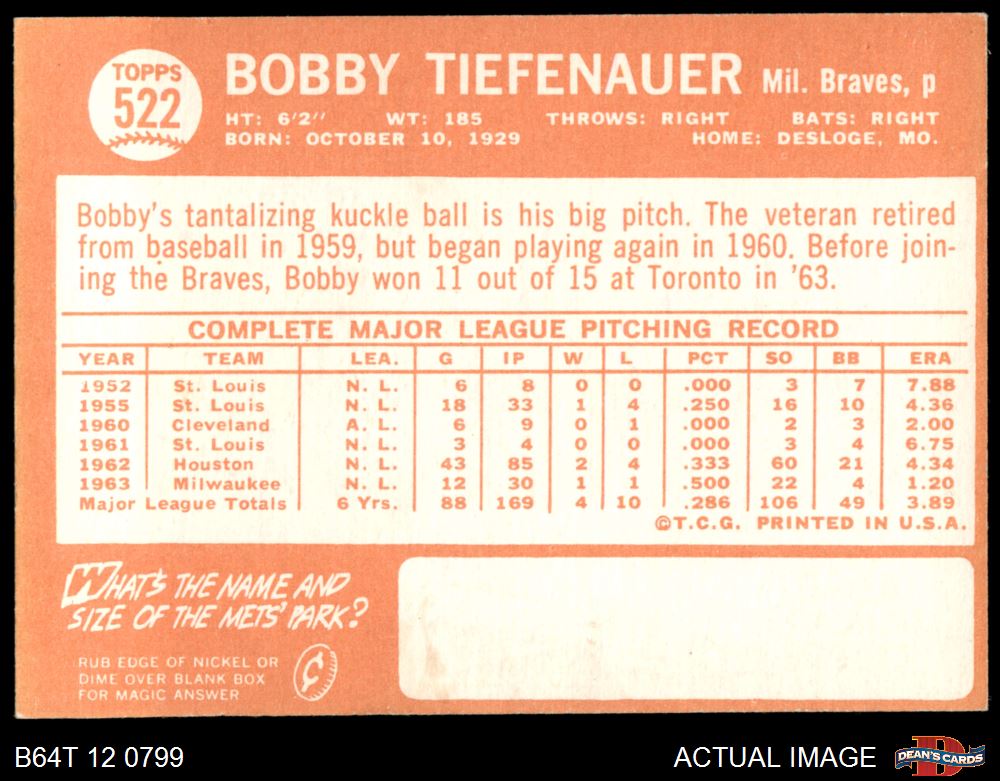 TOPPS
522
BOBBY TIEFENAUER Mil. Braves, p
HT: 6'2" WT: 185 THROWS: RIGHT BATS: RIGHT
BORN: OCTOBER 10, 1929 HOME: DESLOGE, MO.
Bobby's tantalizing kuckle ball is his big pitch. The veteran retired
from baseball in 1959, but began playing again in 1960. Before join-
ing the Braves, Bobby won 11 out of 15 at Toronto in '63.
COMPLETE MAJOR LEAGUE PITCHING RECORD
YEAR TEAM LEA. G IP W L PCT SO BB ERA
1952 St. Louis N. L. 6 8 0 0 .000 3 7 7.88
1955 St. Louis N. L. 18 33 1 4 .250 16 10 4.36
1960 Cleveland A. L. 6 9 0 1 .000 2 3 2.00
1961 St. Louis N. L. 3 4 0 0 .000 3 4 6.75
1962 Houston N. L. 43 85 2 4 .333 60 21 4.34
1963 Milwaukee N. L. 12 30 1 1 .500 22 4 1.20
Major League Totals 6 Yrs. 88 169 4 10 .286 106 49 3.89
©T.C.G. PRINTED IN U.S.A.
WHAT'S THE NAME AND
SIZE OF THE METS' PARK?
RUB EDGE OF NICKEL OR
DIME OVER BLANK BOX
FOR MAGIC ANSWER
¢
B64T 12 0799 ACTUAL IMAGE
D
DEAN'S CARDS